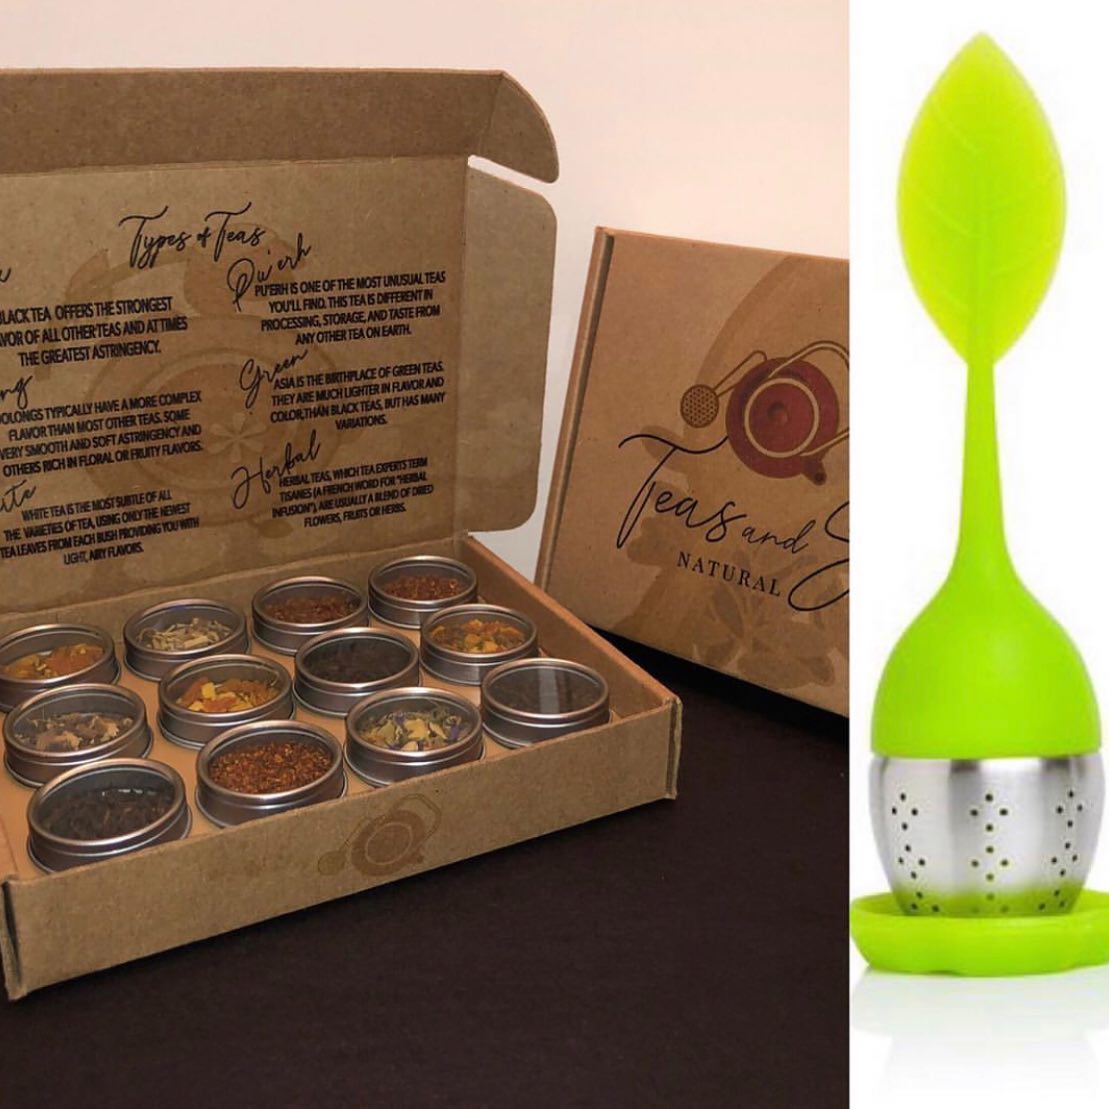 Types of Teas
BLACK TEA OFFERS THE STRONGEST
FLAVOR OF ALL OTHER TEAS AND AT TIMES
THE GREATEST ASTRINGENCY.
OOLONGS TYPICALLY HAVE A MORE COMPLEX
FLAVOR THAN MOST OTHER TEAS. SOME
VERY SMOOTH AND SOFT ASTRINGENCY AND
OTHERS RICH IN FLORAL OR FRUITY FLAVORS.
WHITE TEA IS THE MOST SUBTLE OF ALL
THE VARIETIES OF TEA, USING ONLY THE NEWEST
TEA LEAVES FROM EACH BUSH PROVIDING YOU WITH
LIGHT, AIRY FLAVORS.
Pu'erh
PU'ERH IS ONE OF THE MOST UNUSUAL TEAS
YOU'LL FIND. THIS TEA IS DIFFERENT IN
PROCESSING, STORAGE, AND TASTE FROM
ANY OTHER TEA ON EARTH.
Green
ASIA IS THE BIRTHPLACE OF GREEN TEAS.
THEY ARE MUCH LIGHTER IN FLAVOR AND
COLOR, THAN BLACK TEAS, BUT HAS MANY
VARIATIONS.
Herbal
HERBAL TEAS, WHICH TEA EXPERTS TERM
TISANES (A FRENCH WORD FOR "HERBAL
INFUSION"), ARE USUALLY A BLEND OF DRIED
FLOWERS, FRUITS OR HERBS.
Teas and S
NATURAL